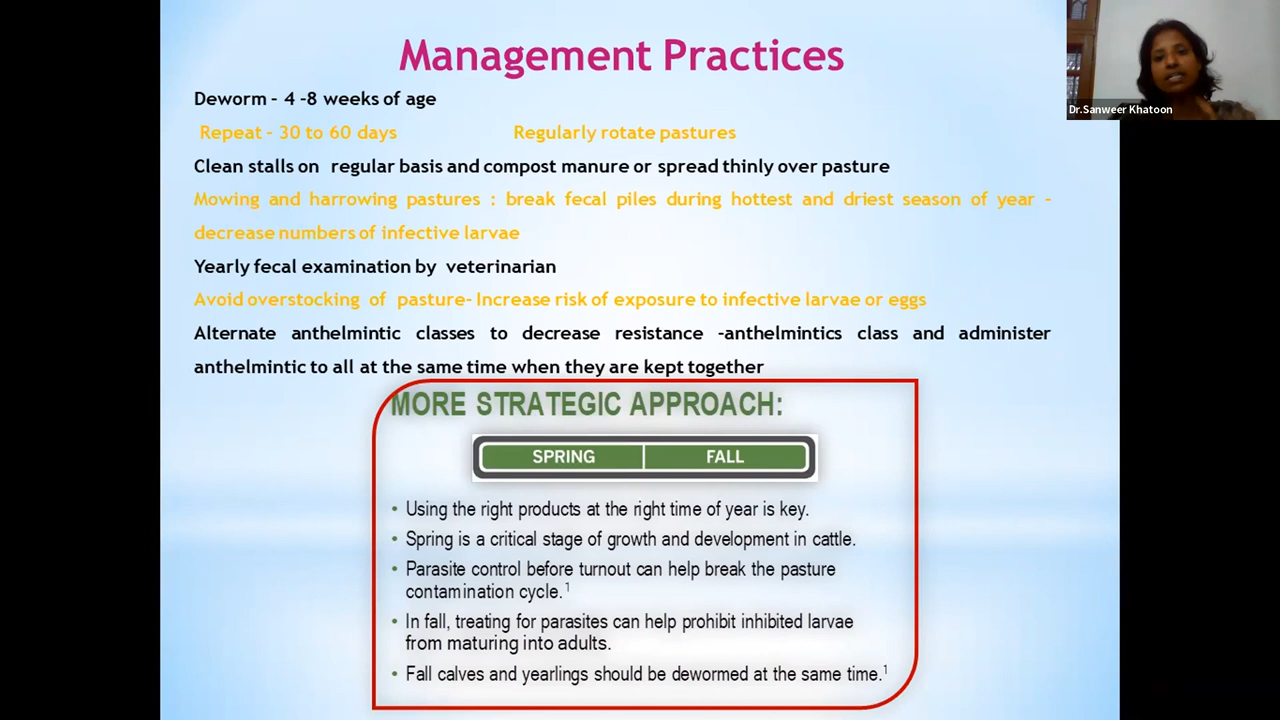 Management Practices
Dr.Sanweer Khatoon
Deworm – 4 -8 weeks of age
Repeat – 30 to 60 days Regularly rotate pastures
Clean stalls on regular basis and compost manure or spread thinly over pasture
Mowing and harrowing pastures : break fecal piles during hottest and driest season of year –
decrease numbers of infective larvae
Yearly fecal examination by veterinarian
Avoid overstocking of pasture- Increase risk of exposure to infective larvae or eggs
Alternate anthelmintic classes to decrease resistance -anthelmintics class and administer
anthelmintic to all at the same time when they are kept together
MORE STRATEGIC APPROACH:
SPRING FALL
• Using the right products at the right time of year is key.
• Spring is a critical stage of growth and development in cattle.
• Parasite control before turnout can help break the pasture
contamination cycle.¹
• In fall, treating for parasites can help prohibit inhibited larvae
from maturing into adults.
• Fall calves and yearlings should be dewormed at the same time.¹